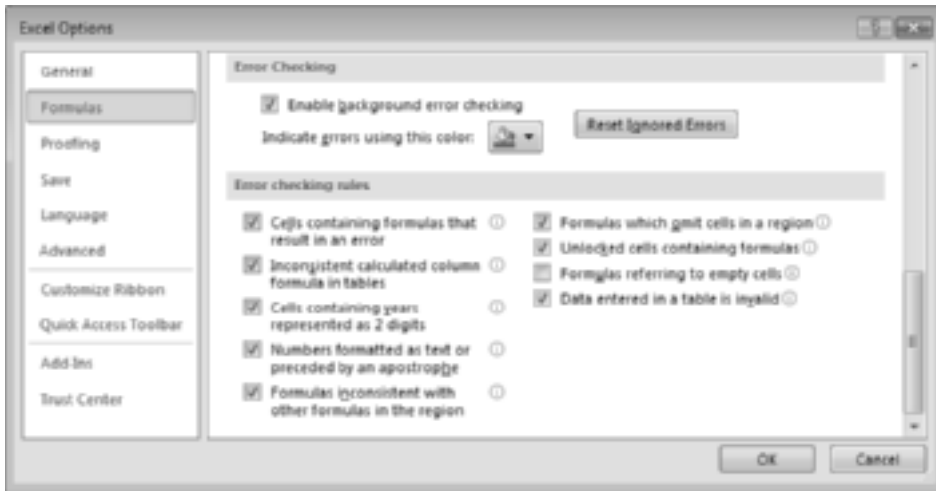 Excel Options
General
Formulas
Proofing
Save
Language
Advanced
Customize Ribbon
Quick Access Toolbar
Add-Ins
Trust Center
Error Checking
Enable background error checking
Indicate errors using this color:
Reset Ignored Errors
Error checking rules
Cells containing formulas that
result in an error
Inconsistent calculated column
formula in tables
Cells containing years
represented as 2 digits
Numbers formatted as text or
preceded by an apostrophe
Formulas inconsistent with
other formulas in the region
Formulas which omit cells in a region
Unlocked cells containing formulas
Formulas referring to empty cells
Data entered in a table is invalid
OK
Cancel